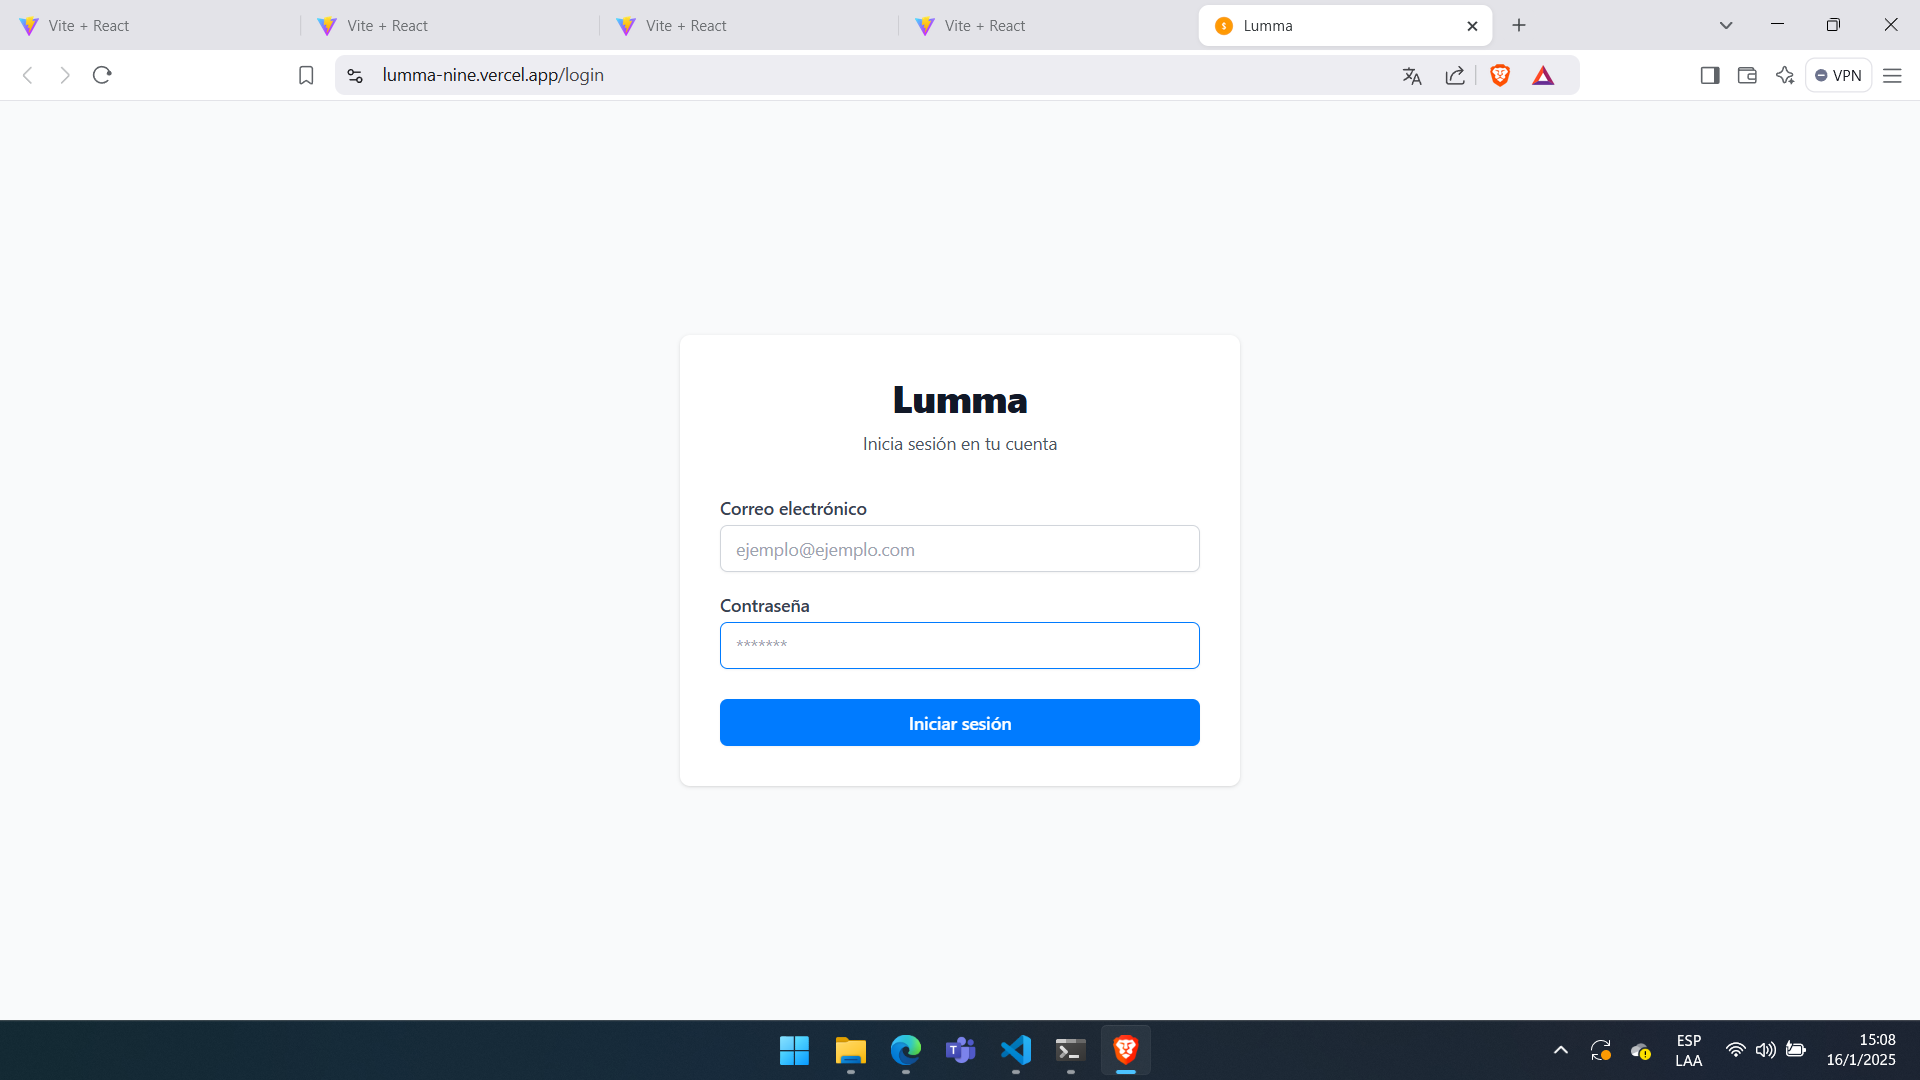 Vite + React
Vite + React
Vite + React
Vite + React
Lumma
lumma-nine.vercel.app/login
VPN
Lumma
Inicia sesión en tu cuenta
Correo electrónico
ejemplo@ejemplo.com
Contraseña
*******
Iniciar sesión
ESP
LAA
15:08
16/1/2025